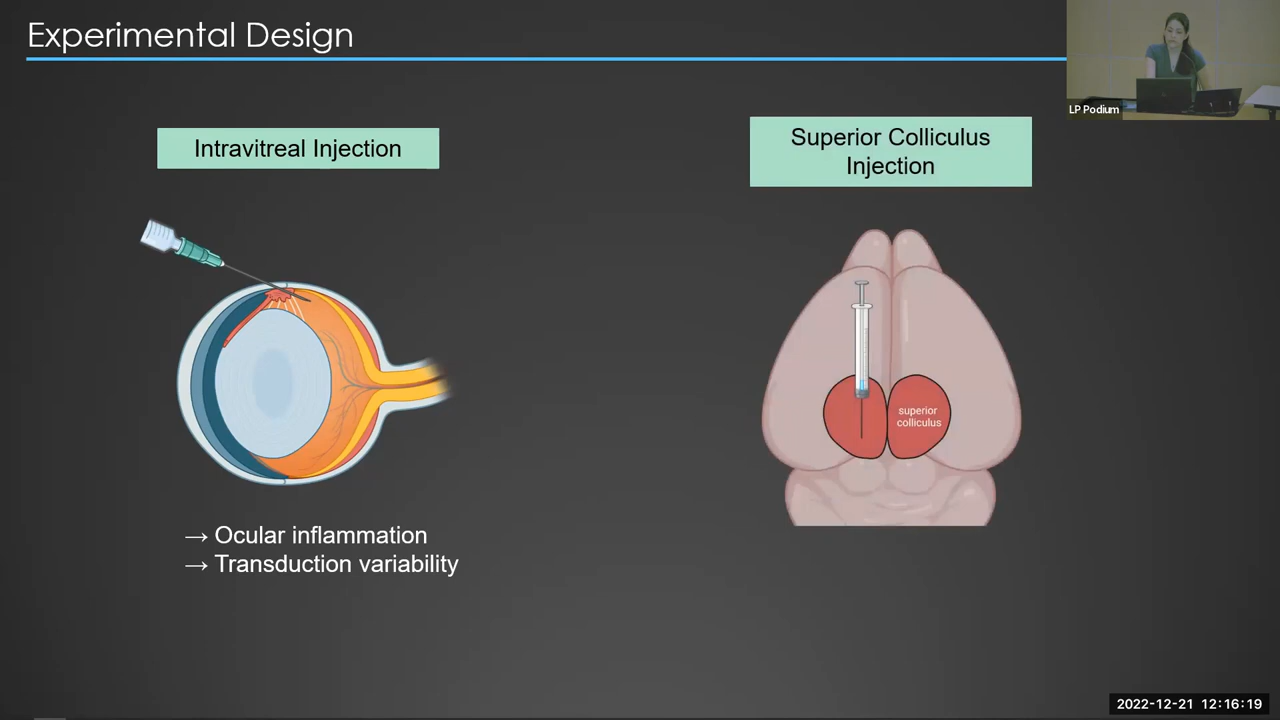 Experimental Design
LP Podium
Intravitreal Injection
Superior Colliculus
Injection
superior
colliculus
→ Ocular inflammation
→ Transduction variability
2022-12-21 12:16:19